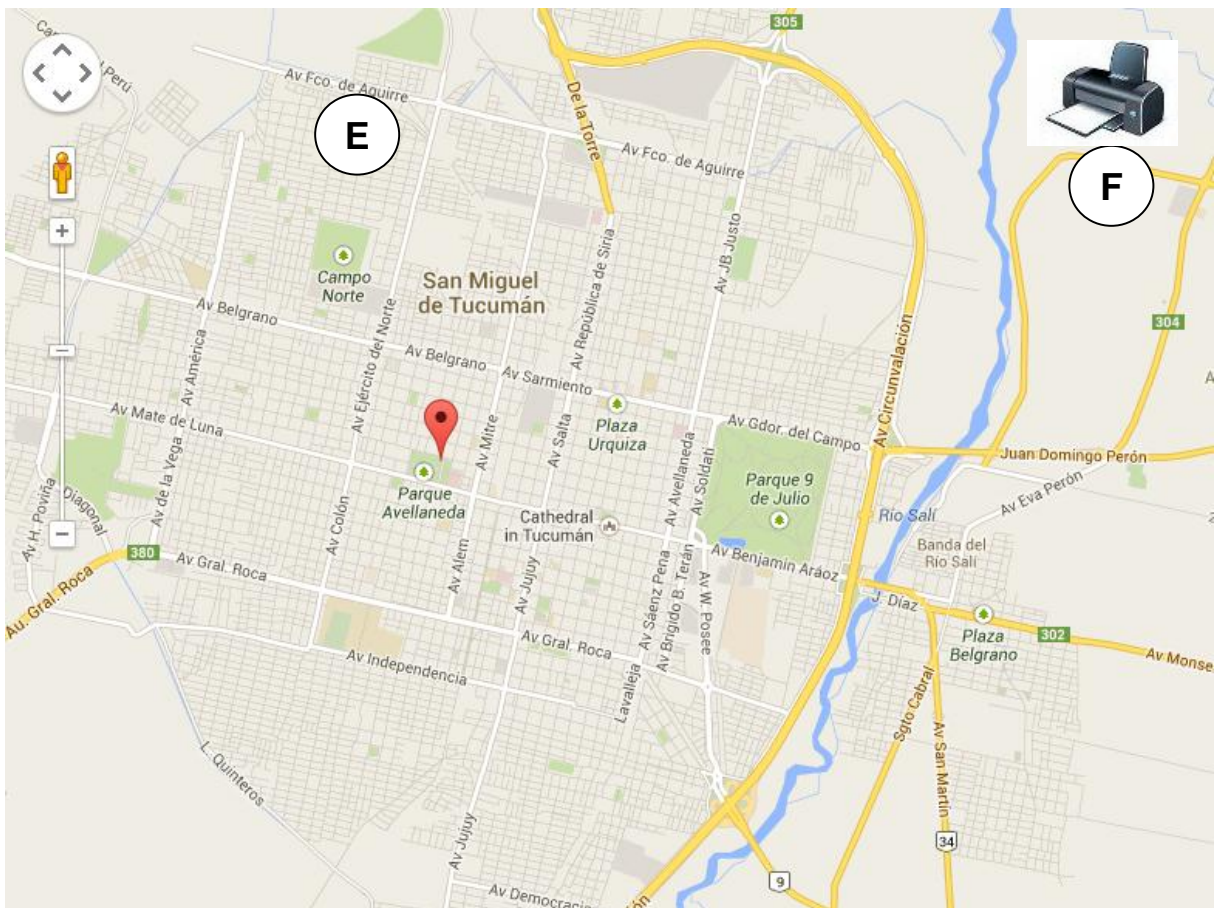 305
Av Fco. de Aguirre
De la Torre
E
Av Fco. de Aguirre
F
Perú
Campo
Norte
San Miguel
de Tucumán
Av República de Siria
Av JB Justo
304
Av Belgrano
Av América
Av Ejército del Norte
Av Belgrano
Av Sarmiento
Av Circunvalación
Plaza
Urquiza
Av Gdor. del Campo
Av Mate de Luna
Av Mitre
Av Salta
Juan Domingo Perón
Parque
Avellaneda
Av Avellaneda
Av Soldati
Parque 9
de Julio
Av Eva Perón
Av de la Vega
Diagonal
Av H. Poviña
Av Colón
Cathedral
in Tucumán
Río Salí
Banda del
Río Salí
380
Av Gral. Roca
Av Alem
Av Jujuy
Av Benjamín Aráoz
Au. Gral. Roca
Av Sáenz Pena
Av Brígido B. Terán
Av W. Posee
J. Díaz
Plaza
Belgrano
302
Av Monse
Av Gral. Roca
Av Independencia
Lavalleja
Sgto Cabral
Av San Martín
L. Quinteros
Av Jujuy
34
9
Av Democracia
ión